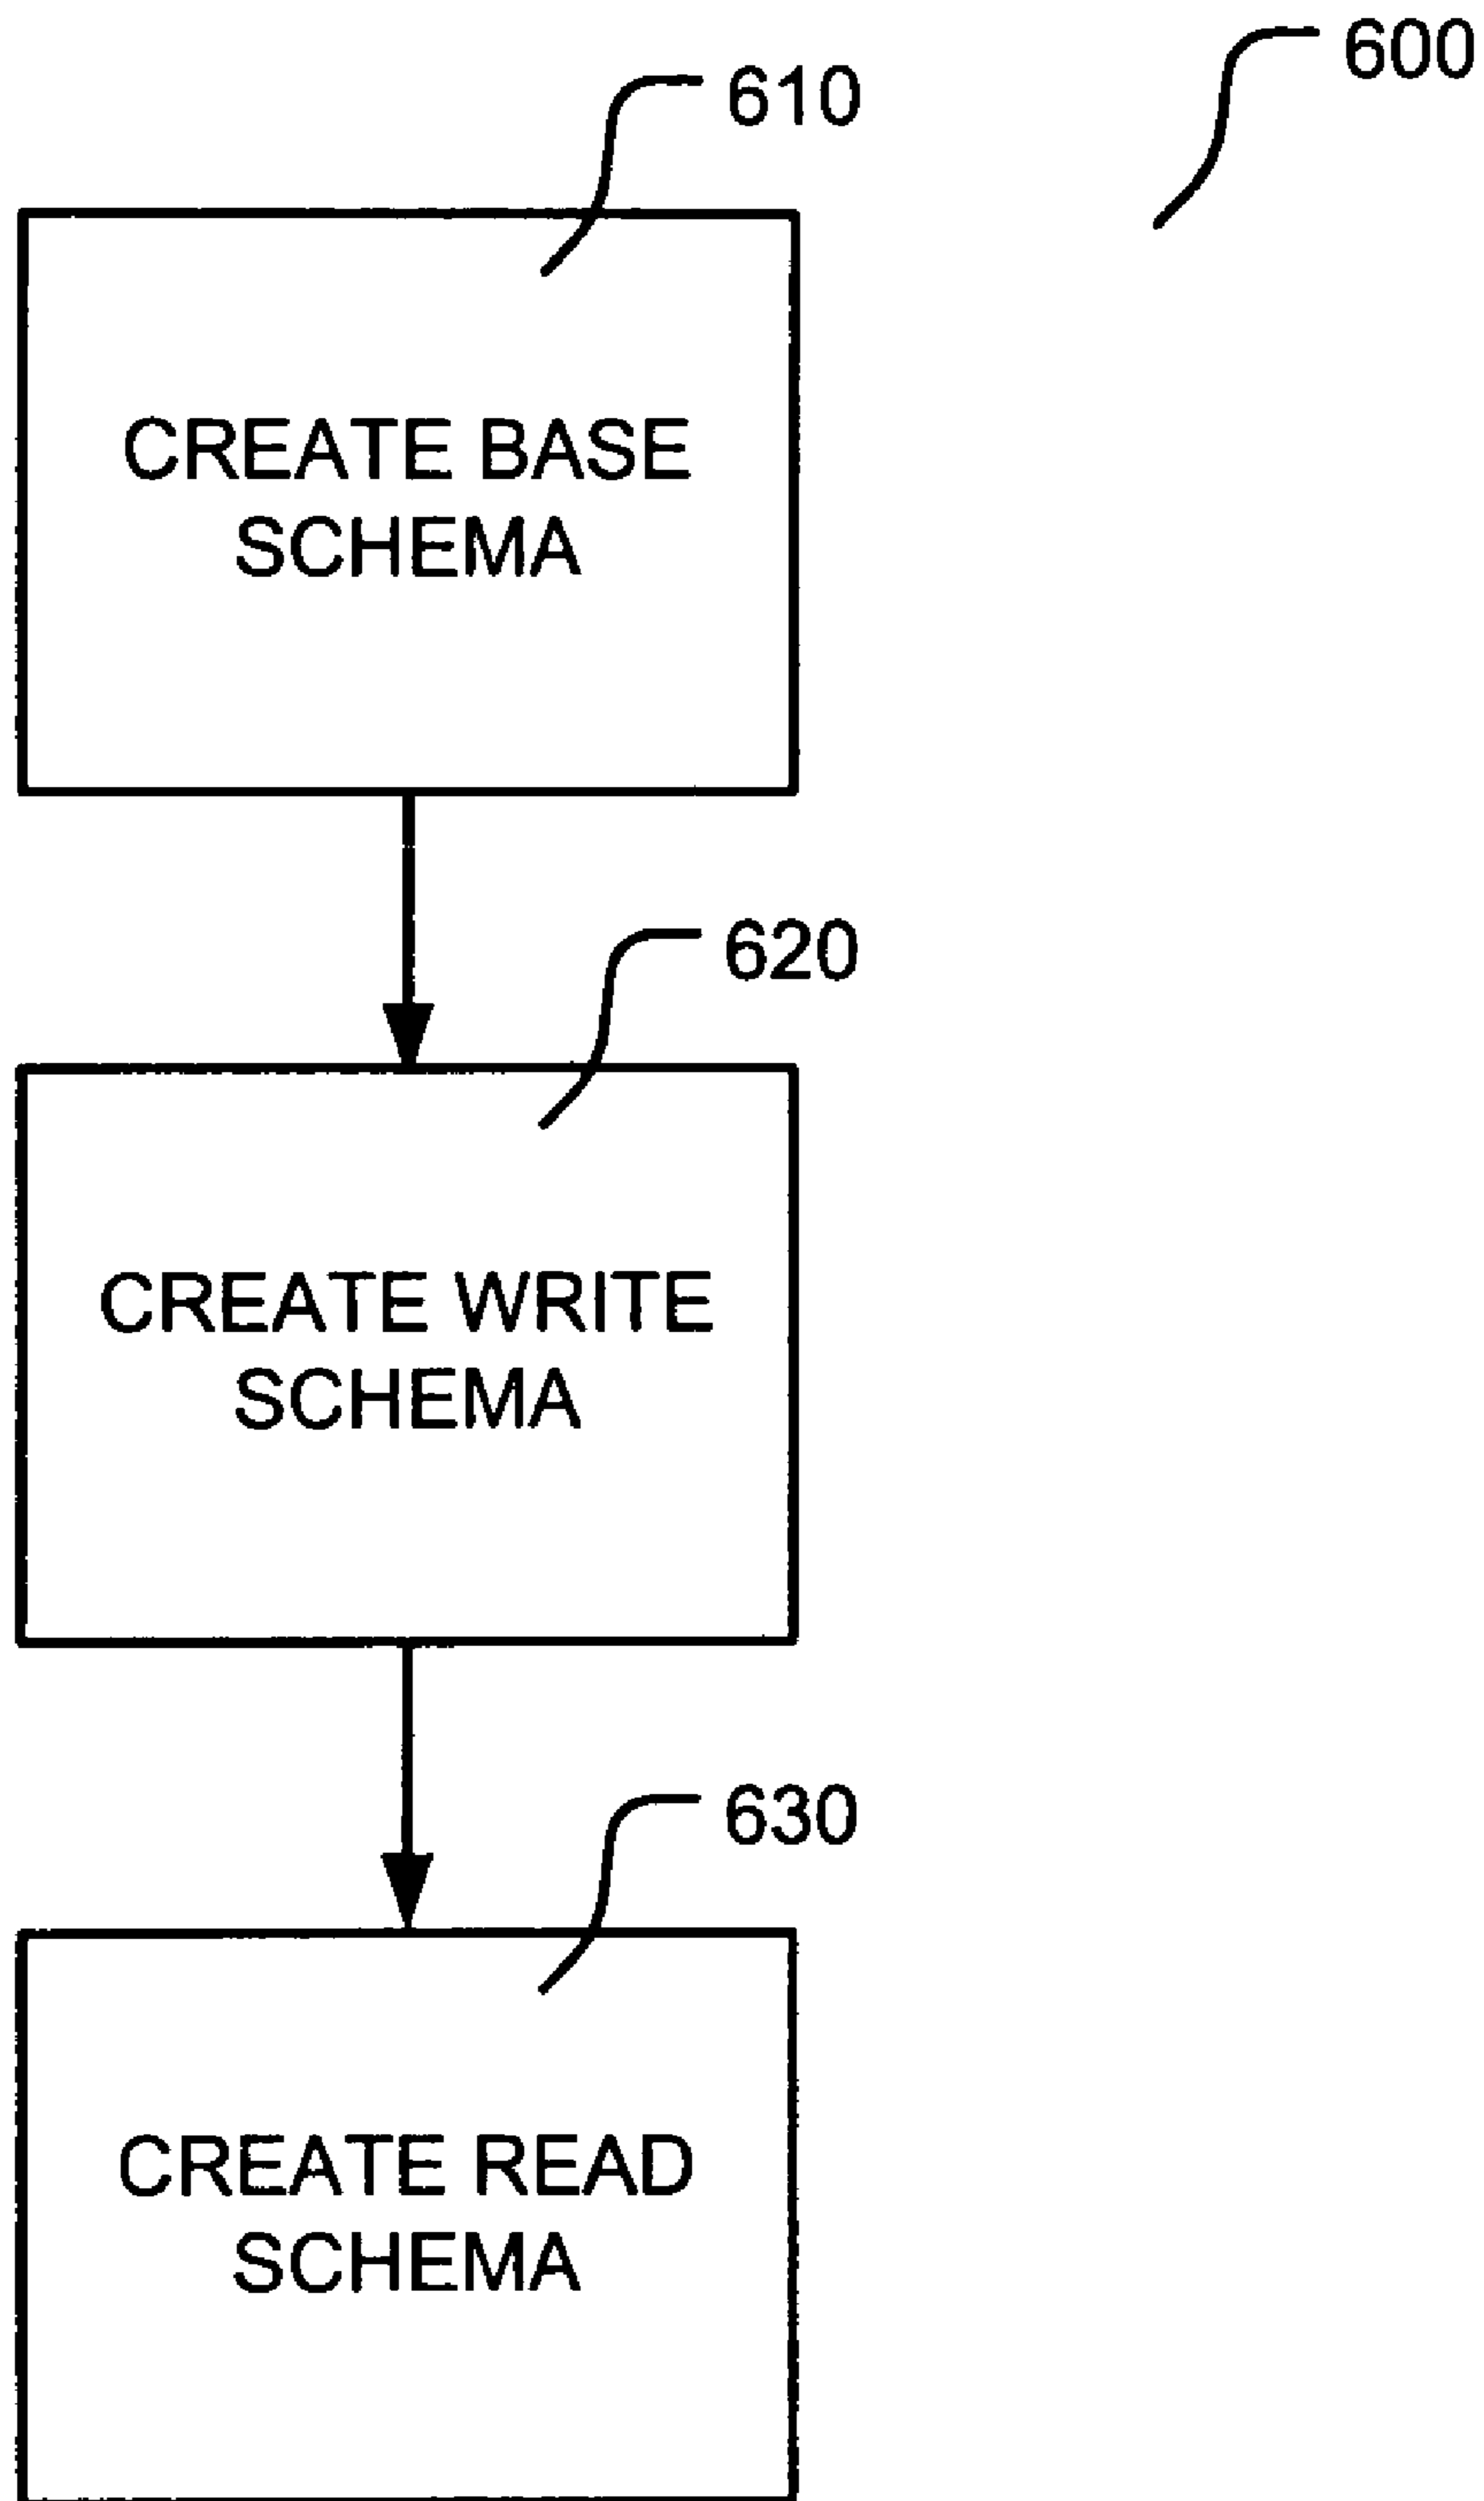 600
610
CREATE BASE
SCHEMA
620
CREATE WRITE
SCHEMA
630
CREATE READ
SCHEMA